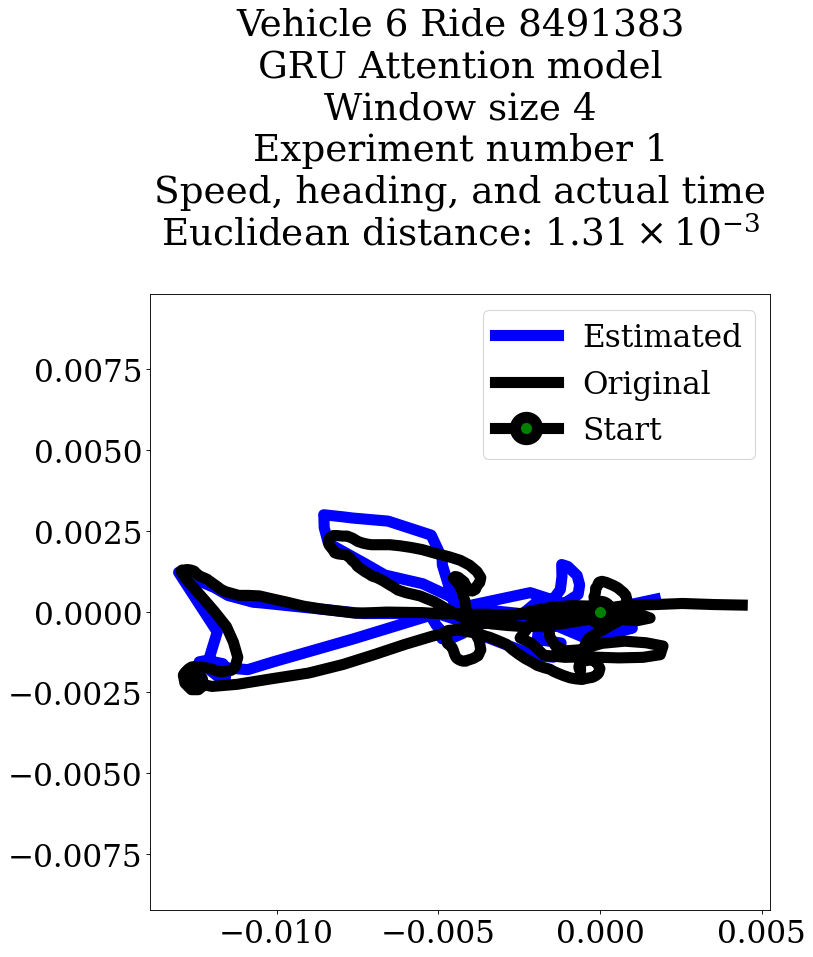 Vehicle 6 Ride 8491383
GRU Attention model
Window size 4
Experiment number 1
Speed, heading, and actual time
Euclidean distance: 1.31 × 10⁻³
Estimated
Original
Start
0.0075
0.0050
0.0025
0.0000
−0.0025
−0.0050
−0.0075
−0.010 −0.005 0.000 0.005